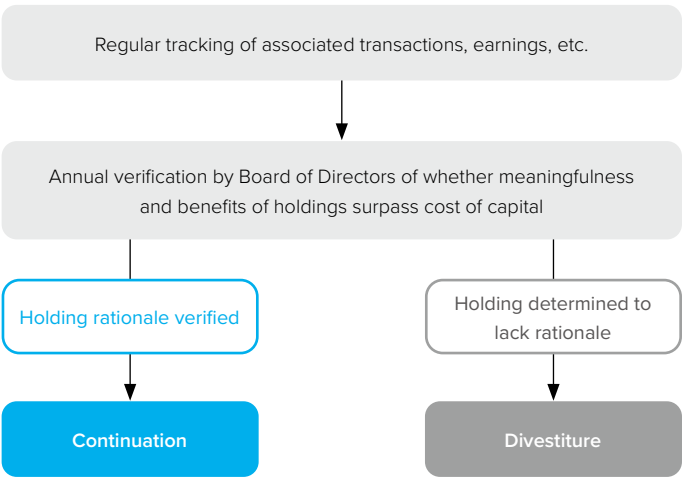 Regular tracking of associated transactions, earnings, etc.
Annual verification by Board of Directors of whether meaningfulness
and benefits of holdings surpass cost of capital
Holding rationale verified
Holding determined to
lack rationale
Continuation
Divestiture